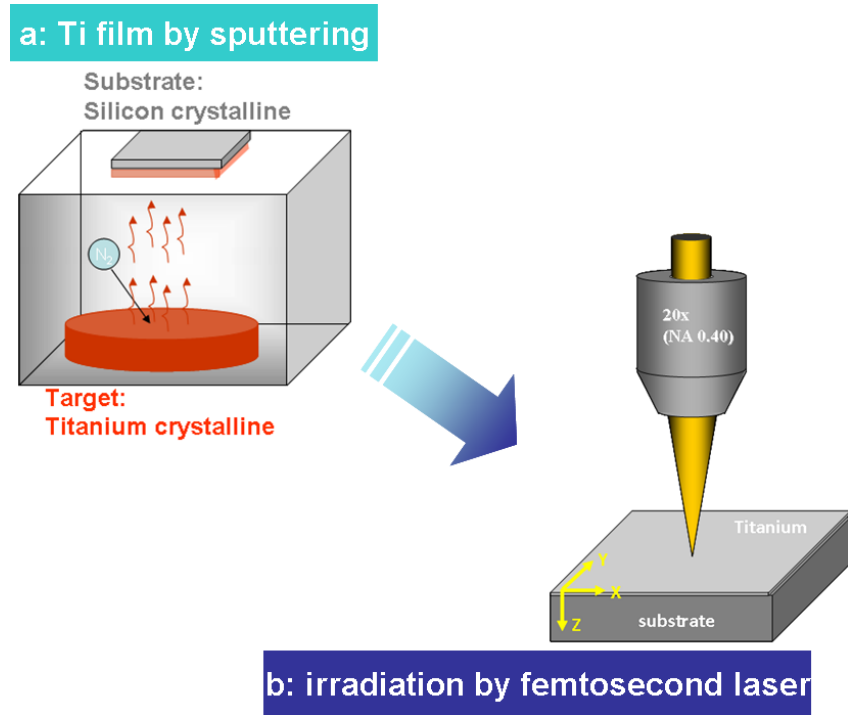 a: Ti film by sputtering
Substrate:
Silicon crystalline
N2
Target:
Titanium crystalline
20x
(NA 0.40)
Titanium
Y
X
Z
substrate
b: irradiation by femtosecond laser